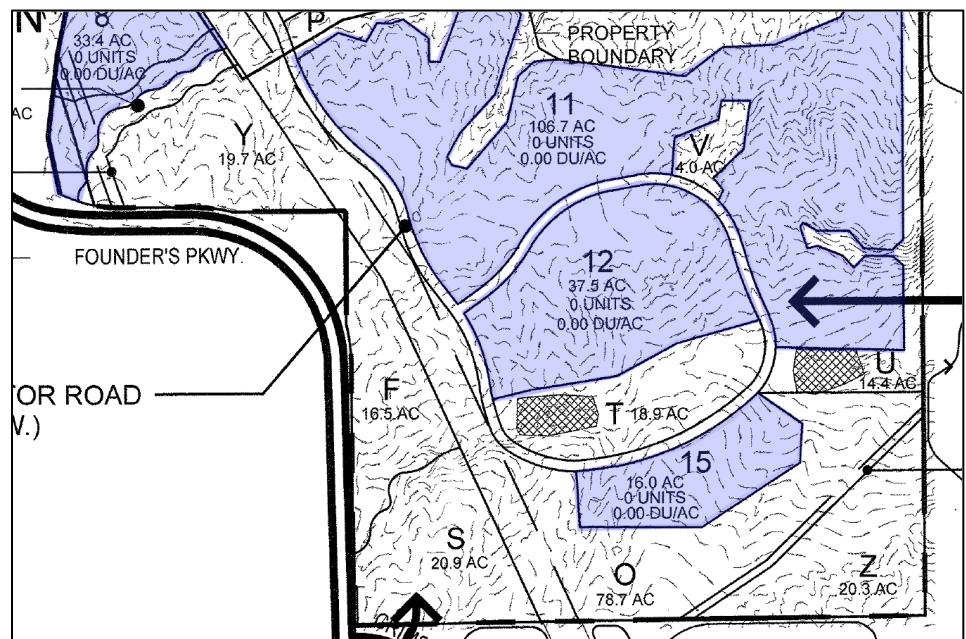 N
8
33.4 AC
0 UNITS
0.00 DU/AC
P
PROPERTY
BOUNDARY
11
106.7 AC
0 UNITS
0.00 DU/AC
AC
Y
19.7 AC
V
4.0 AC
FOUNDER'S PKWY.
12
37.5 AC
0 UNITS
0.00 DU/AC
TOR ROAD
W.)
F
16.5 AC
U
14.4 AC
T 18.9 AC
15
16.0 AC
0 UNITS
0.00 DU/AC
S
20.9 AC
O
78.7 AC
Z
20.3 AC